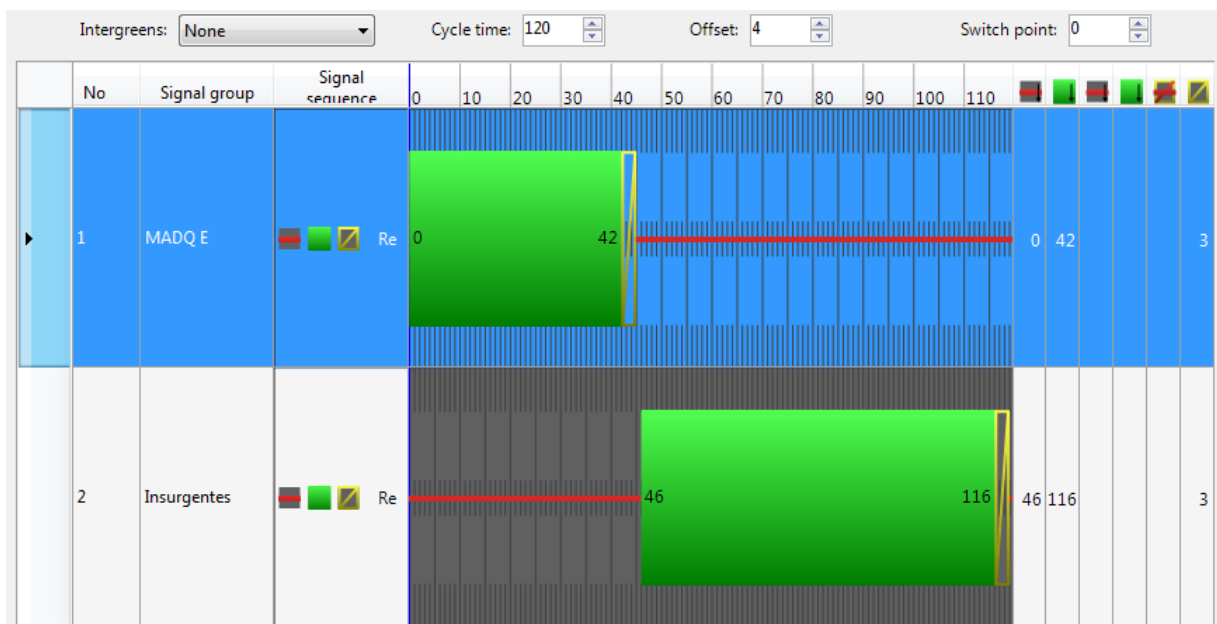 Intergreens: None Cycle time: 120 Offset: 4 Switch point: 0
No Signal group Signal sequence 0 10 20 30 40 50 60 70 80 90 100 110
1 MADQ E Re 0 42 0 42 3
2 Insurgentes Re 46 116 46 116 3